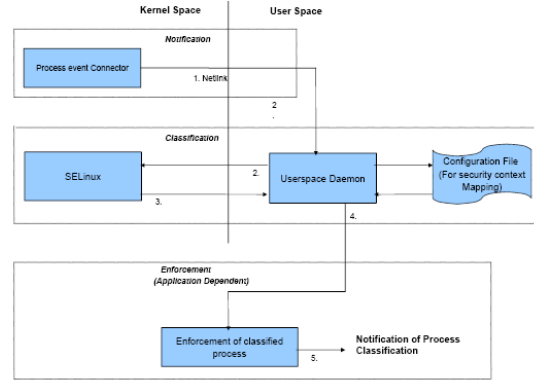 Kernel Space
User Space
Notification
Process event Connector
1. Netlink
2
.
Classification
SELinux
2.
3.
Userspace Daemon
Configuration File
(For security context
Mapping)
4.
Enforcement
(Application Dependent)
Enforcement of classified
process
5.
Notification of Process
Classification